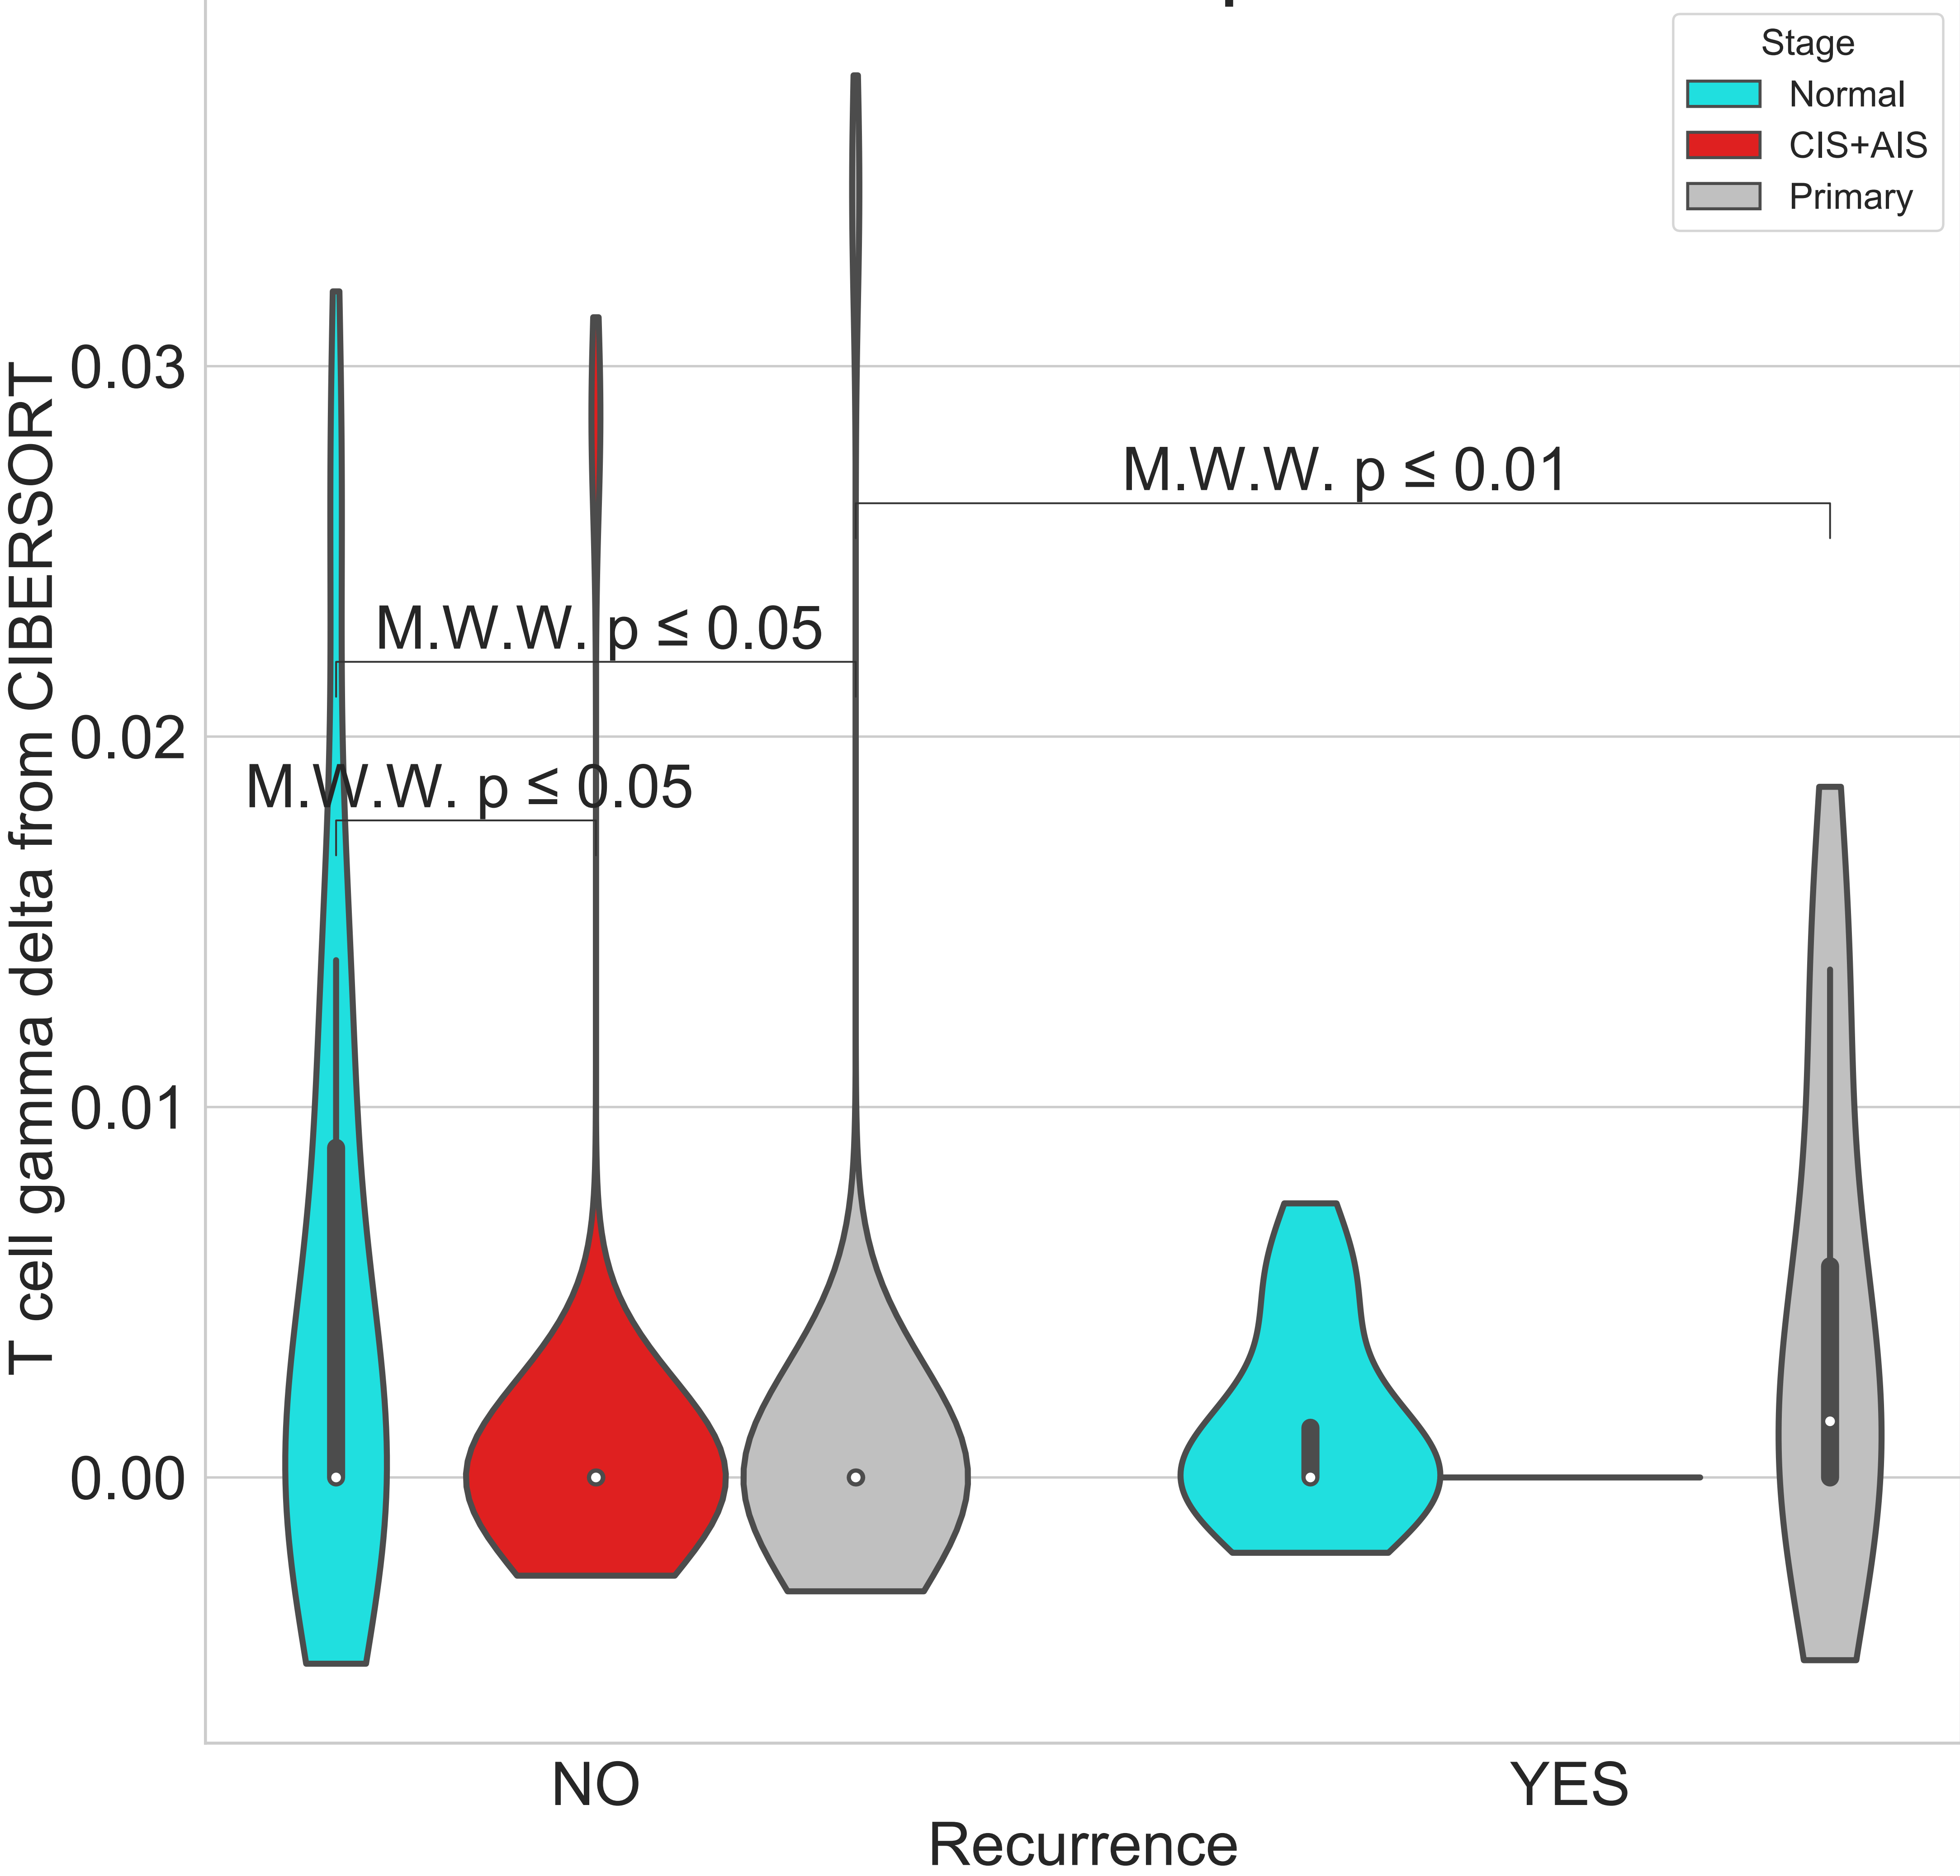 Stage
Normal
CIS+AIS
Primary
T cell gamma delta from CIBERSORT
0.03
0.02
0.01
0.00
M.W.W. p ≤ 0.01
M.W.W. p ≤ 0.05
M.W.W. p ≤ 0.05
NO
YES
Recurrence